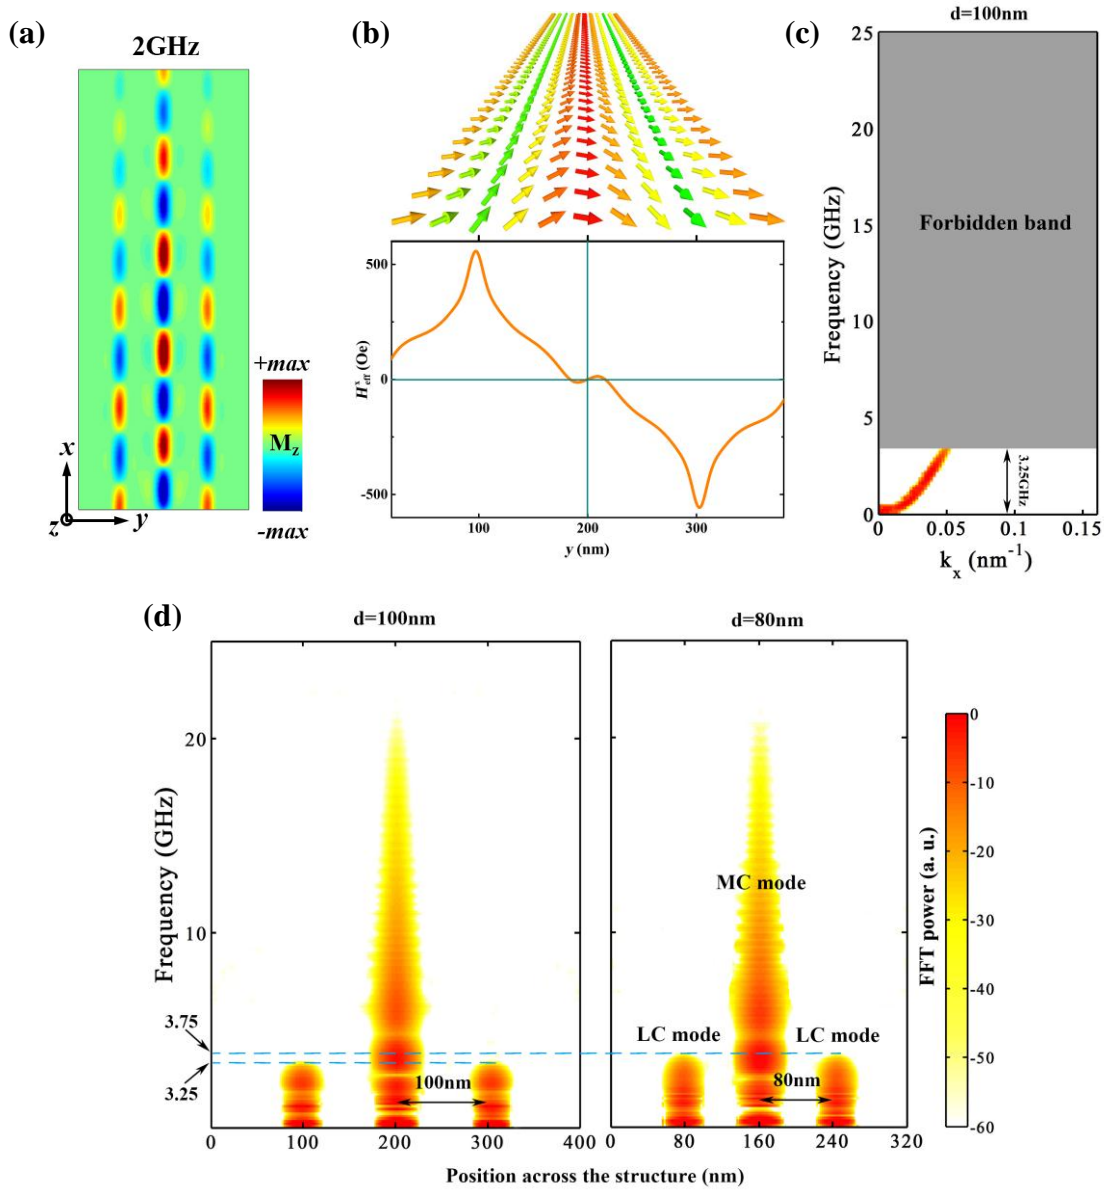 (a)
2GHz
+max
M_z
-max
x
z
y
(b)
H^x_eff (Oe)
500
0
-500
100
200
300
y (nm)
(c)
d=100nm
Frequency (GHz)
25
20
15
10
5
0
Forbidden band
3.25GHz
0
0.05
0.1
0.15
k_x (nm^-1)
(d)
d=100nm
d=80nm
Frequency (GHz)
20
10
3.75
3.25
100nm
0
100
200
300
400
MC mode
LC mode
LC mode
80nm
0
80
160
240
320
Position across the structure (nm)
FFT power (a. u.)
0
-10
-20
-30
-40
-50
-60